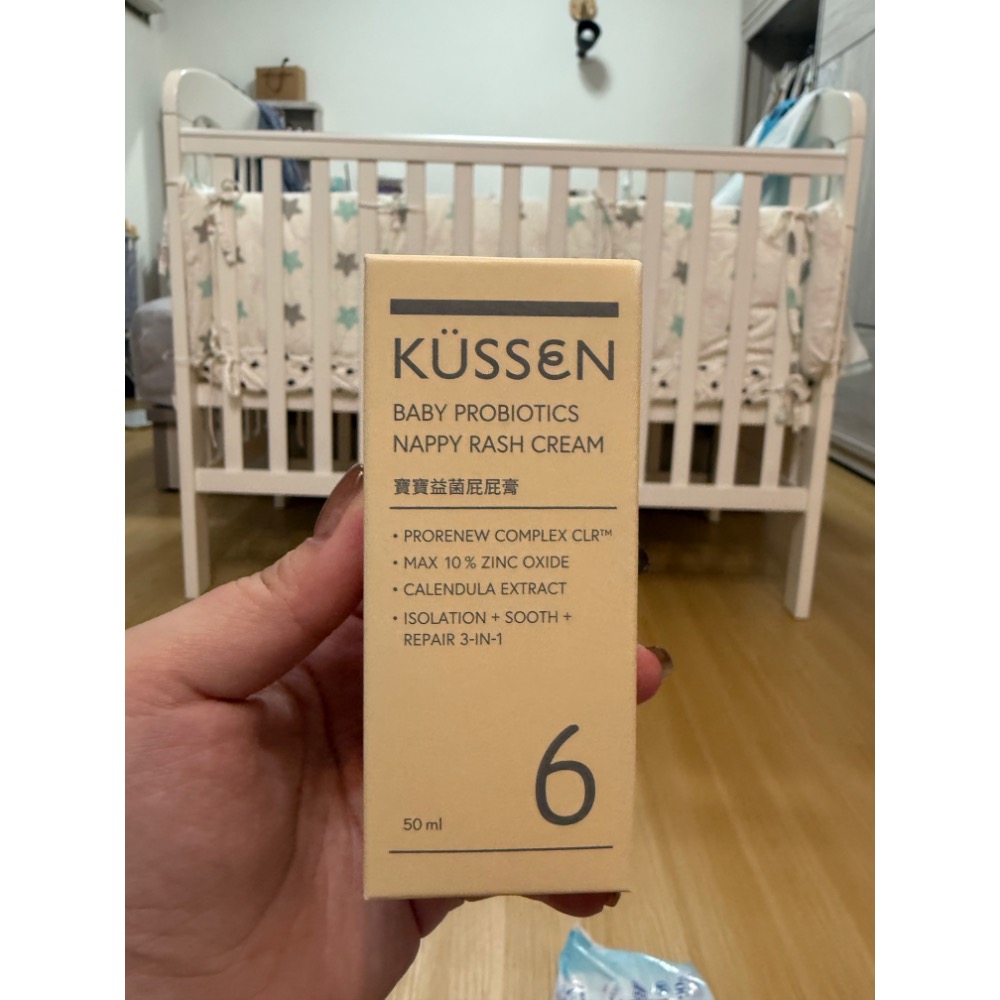 KÜSSEN
BABY PROBIOTICS
NAPPY RASH CREAM
寶寶益菌屁屁膏
• PRORENEW COMPLEX CLR™
• MAX 10% ZINC OXIDE
• CALENDULA EXTRACT
• ISOLATION + SOOTH +
REPAIR 3-IN-1
6
50 ml